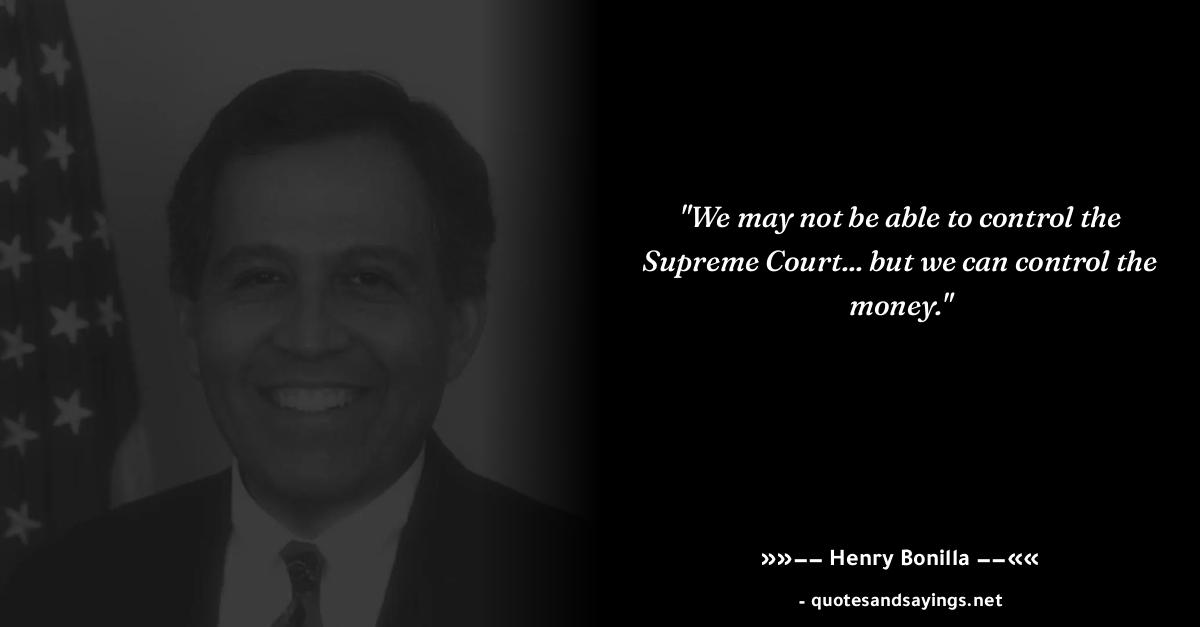 "We may not be able to control the
Supreme Court... but we can control the
money."
»»−− Henry Bonilla −−««
- quotesandsayings.net